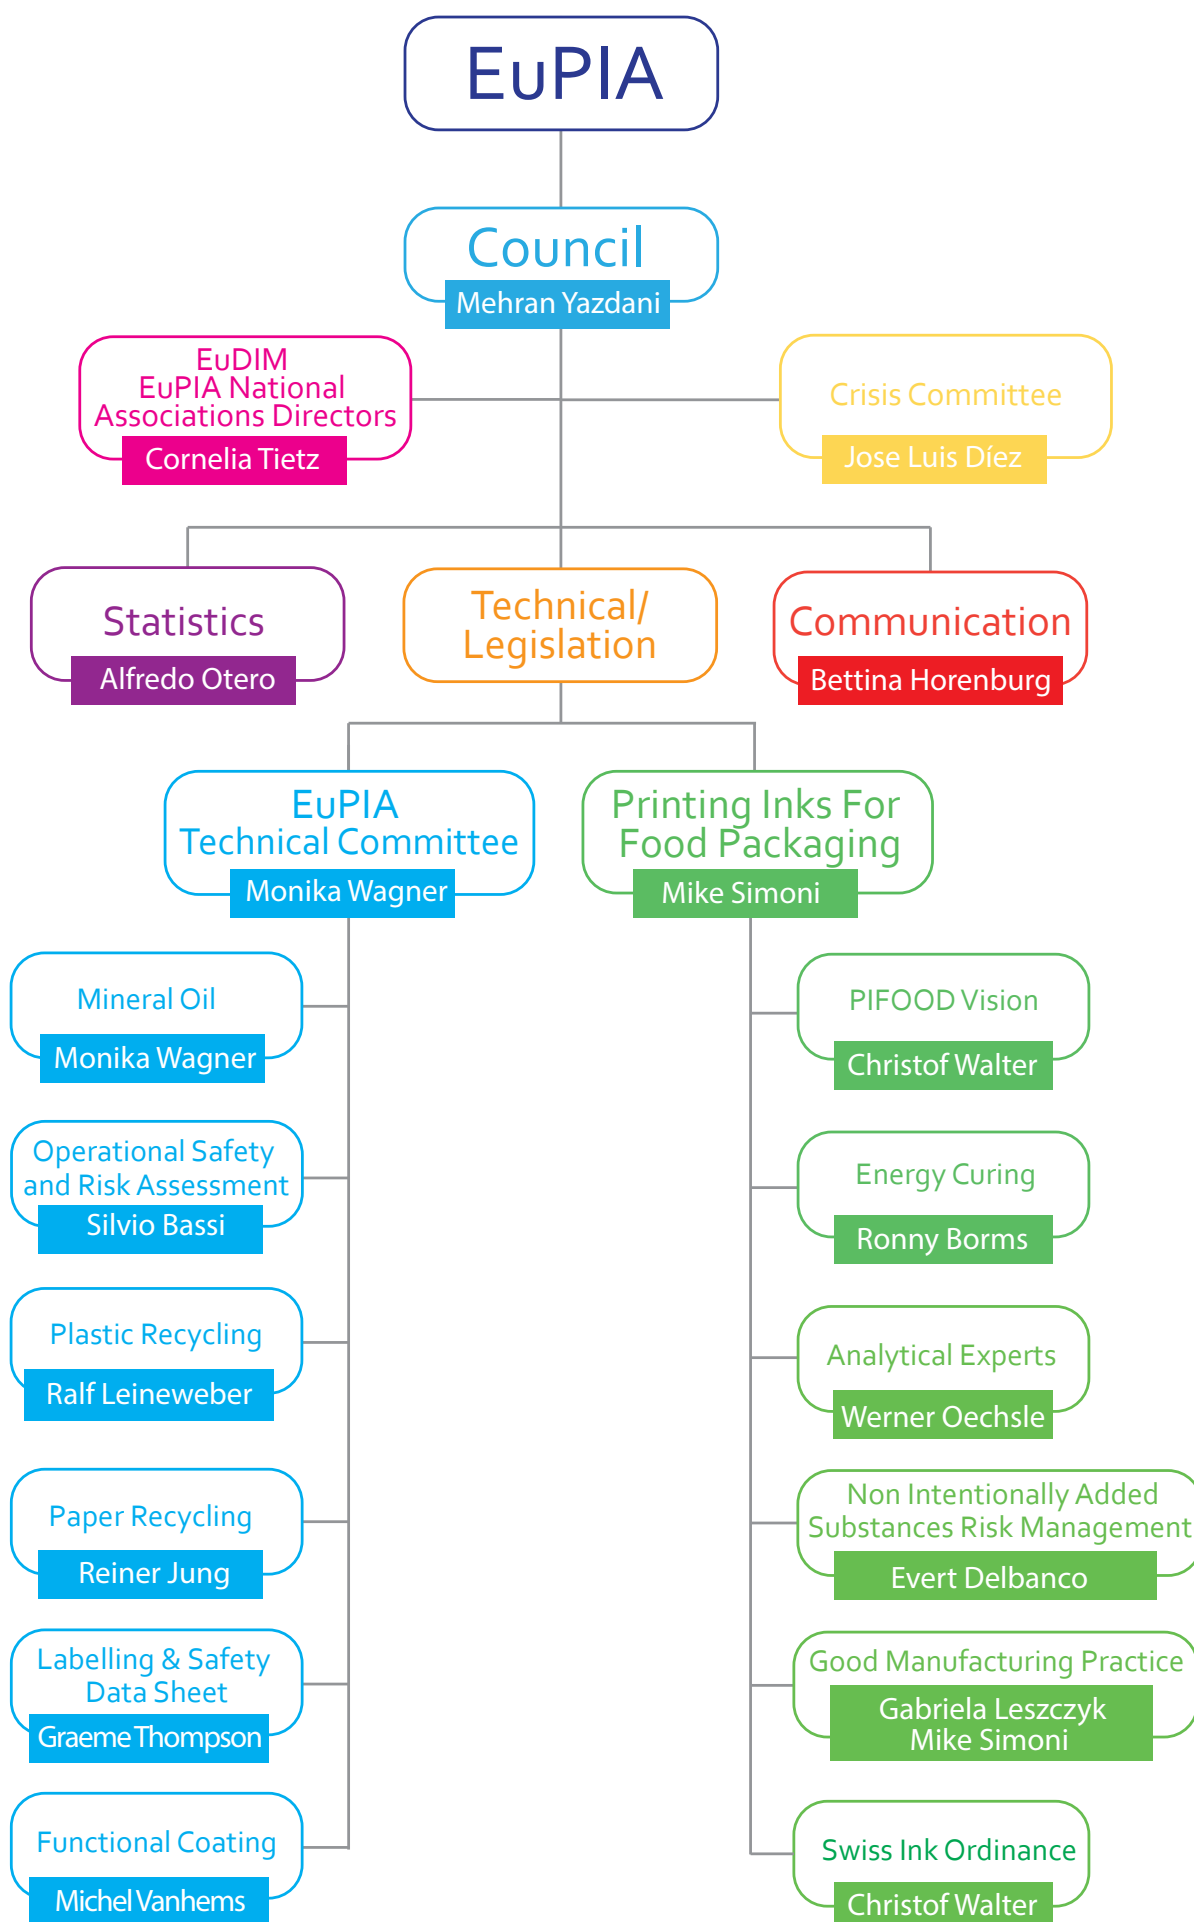 EuPIA
Council
Mehran Yazdani
EuDIM
EuPIA National
Associations Directors
Cornelia Tietz
Crisis Committee
Jose Luis Díez
Statistics
Alfredo Otero
Technical/
Legislation
Communication
Bettina Horenburg
EuPIA
Technical Committee
Monika Wagner
Printing Inks For
Food Packaging
Mike Simoni
Mineral Oil
Monika Wagner
Operational Safety
and Risk Assessment
Silvio Bassi
Plastic Recycling
Ralf Leineweber
Paper Recycling
Reiner Jung
Labelling & Safety
Data Sheet
Graeme Thompson
Functional Coating
Michel Vanhems
PIFOOD Vision
Christof Walter
Energy Curing
Ronny Borms
Analytical Experts
Werner Oechsle
Non Intentionally Added
Substances Risk Management
Evert Delbanco
Good Manufacturing Practice
Gabriela Leszczyk
Mike Simoni
Swiss Ink Ordinance
Christof Walter